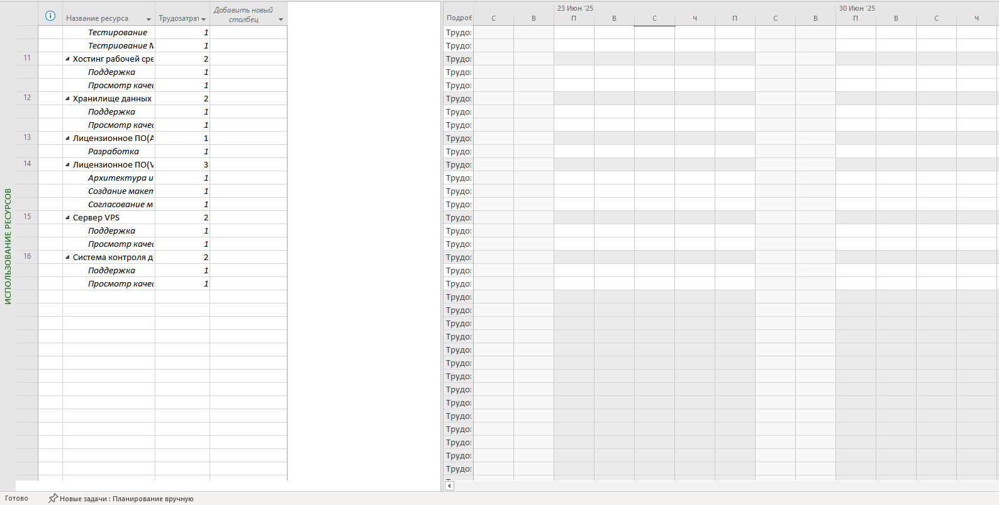 Название ресурса Трудозатрат Добавить новый столбец
Подроб 23 Июн '25 30 Июн '25
С В П В С Ч П С В П В С Ч
Тестирование 1 Трудо
Тестриование М 1 Трудо
11 Хостинг рабочей сре 2 Трудо
Поддержка 1 Трудо
Просмотр качес 1 Трудо
12 Хранилище данных 2 Трудо
Поддержка 1 Трудо
Просмотр качес 1 Трудо
13 Лицензионное ПО(А 1 Трудо
Разработка 1 Трудо
14 Лицензионное ПО(V 3 Трудо
Архитектура и 1 Трудо
Создание макет 1 Трудо
Согласование м 1 Трудо
15 Сервер VPS 2 Трудо
Поддержка 1 Трудо
Просмотр качес 1 Трудо
16 Система контроля д 2 Трудо
Поддержка 1 Трудо
Просмотр качес 1 Трудо
Трудо
Трудо
Трудо
Трудо
Трудо
Трудо
Трудо
Трудо
Трудо
Трудо
Трудо
Трудо
Трудо
Трудо
ИСПОЛЬЗОВАНИЕ РЕСУРСОВ
Готово Новые задачи : Планирование вручную